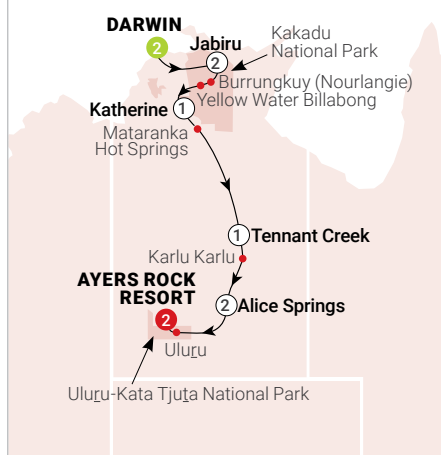 DARWIN
2
Jabiru
2
Kakadu
National Park
Burrungkuy (Nourlangie)
Yellow Water Billabong
Katherine
1
Mataranka
Hot Springs
1
Tennant Creek
Karlu Karlu
AYERS ROCK
RESORT
2
2
Alice Springs
Uluṟu
Uluṟu-Kata Tjuṯa National Park